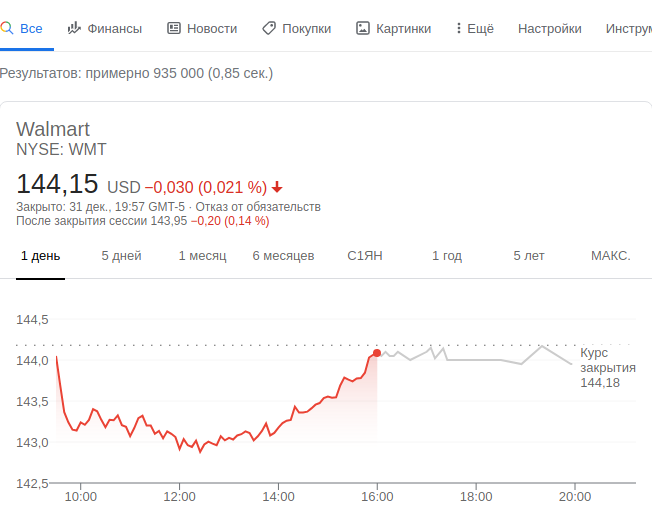 Все Финансы Новости Покупки Картинки Ещё Настройки Инструм
Результатов: примерно 935 000 (0,85 сек.)
Walmart
NYSE: WMT
144,15 USD −0,030 (0,021 %)
Закрыто: 31 дек., 19:57 GMT-5 · Отказ от обязательств
После закрытия сессии 143,95 −0,20 (0,14 %)
1 день 5 дней 1 месяц 6 месяцев С1ЯН 1 год 5 лет МАКС.
144,5
144,0
143,5
143,0
142,5
Курс
закрытия
144,18
10:00 12:00 14:00 16:00 18:00 20:00